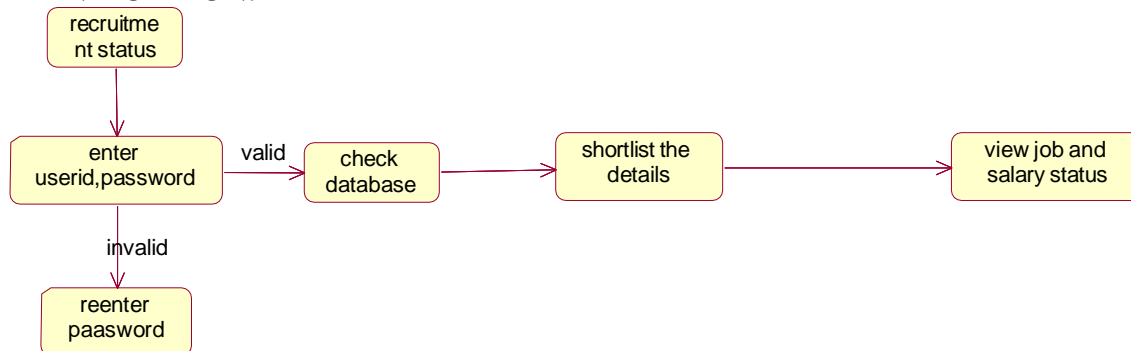 recruitme
nt status
enter
userid,password
valid
check
database
shortlist the
details
view job and
salary status
invalid
reenter
paasword